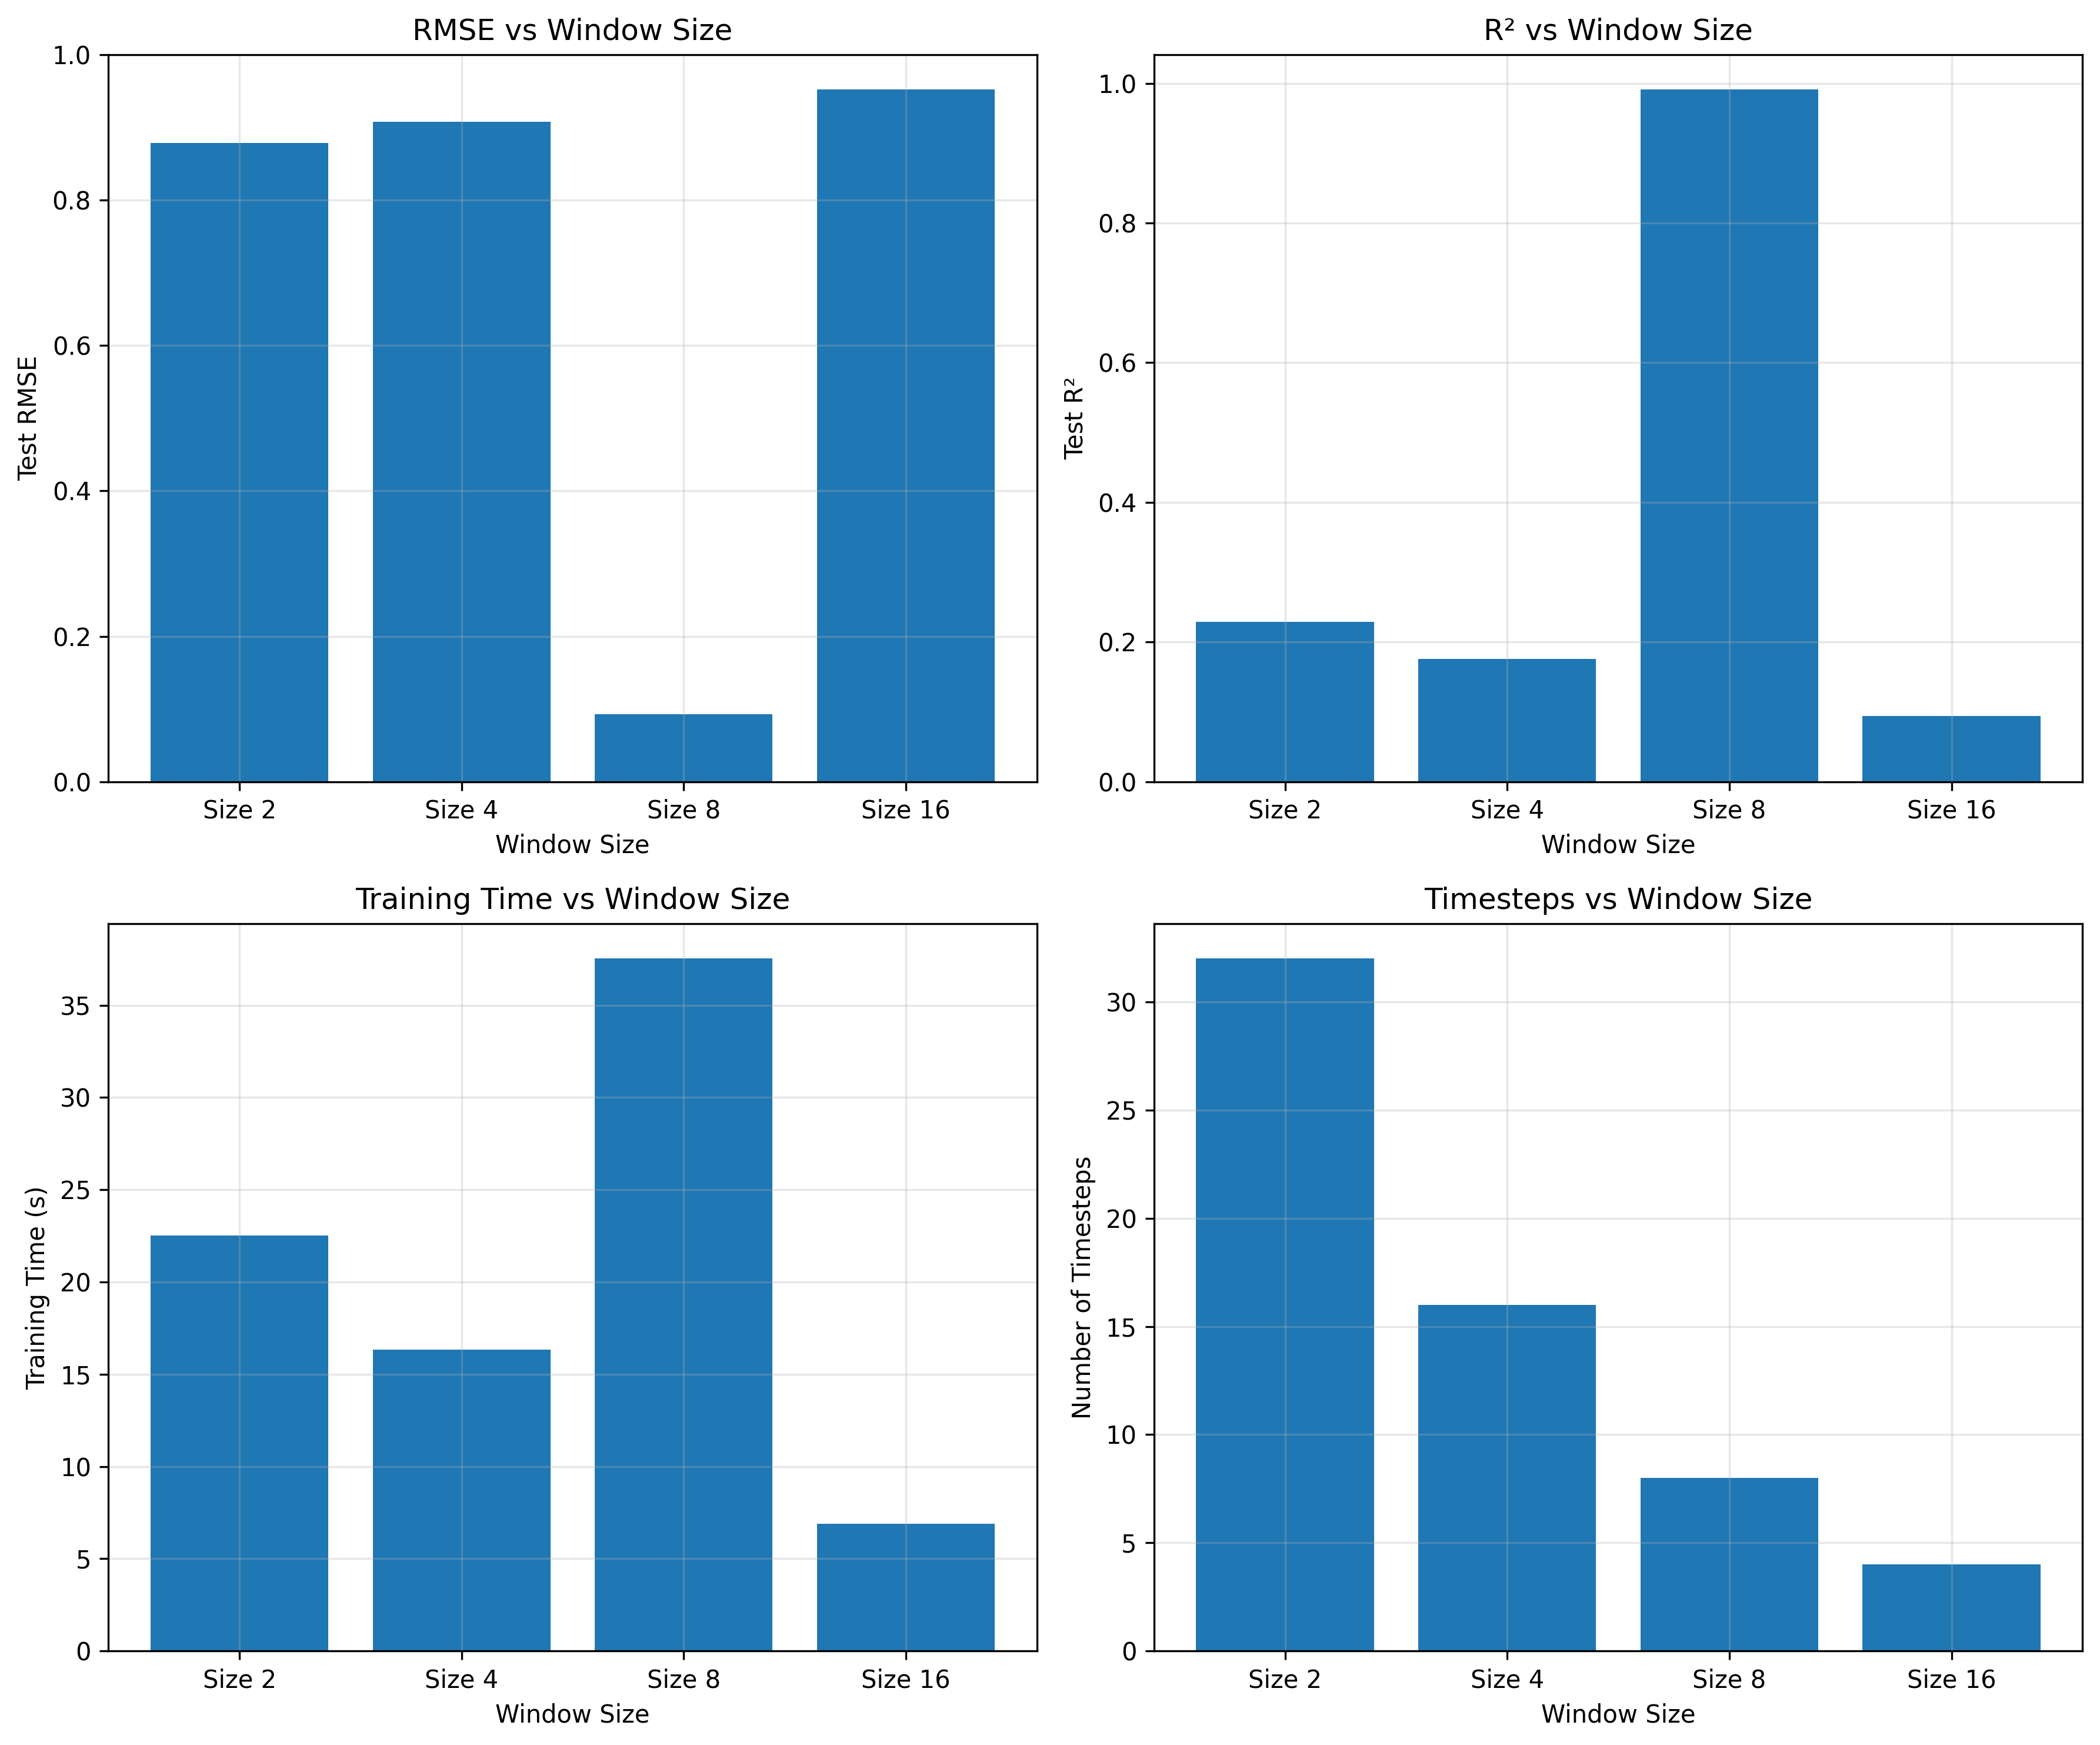 RMSE vs Window Size
1.0
0.8
0.6
0.4
0.2
0.0
Test RMSE
Size 2 Size 4 Size 8 Size 16
Window Size
R² vs Window Size
1.0
0.8
0.6
0.4
0.2
0.0
Test R²
Size 2 Size 4 Size 8 Size 16
Window Size
Training Time vs Window Size
35
30
25
20
15
10
5
0
Training Time (s)
Size 2 Size 4 Size 8 Size 16
Window Size
Timesteps vs Window Size
30
25
20
15
10
5
0
Number of Timesteps
Size 2 Size 4 Size 8 Size 16
Window Size